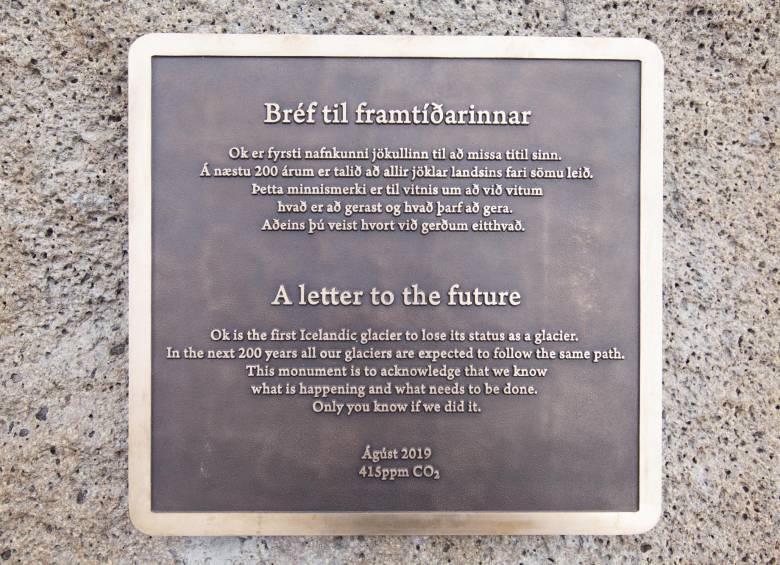 Bréf til framtíðarinnar
Ok er fyrsti nafnkunni jökullinn til að missa titil sinn.
Á næstu 200 árum er talið að allir jöklar landsins fari sömu leið.
Þetta minnismerki er til vitnis um að við vitum
hvað er að gerast og hvað þarf að gera.
Aðeins þú veist hvort við gerðum eitthvað.
A letter to the future
Ok is the first Icelandic glacier to lose its status as a glacier.
In the next 200 years all our glaciers are expected to follow the same path.
This monument is to acknowledge that we know
what is happening and what needs to be done.
Only you know if we did it.
Ágúst 2019
415ppm CO₂